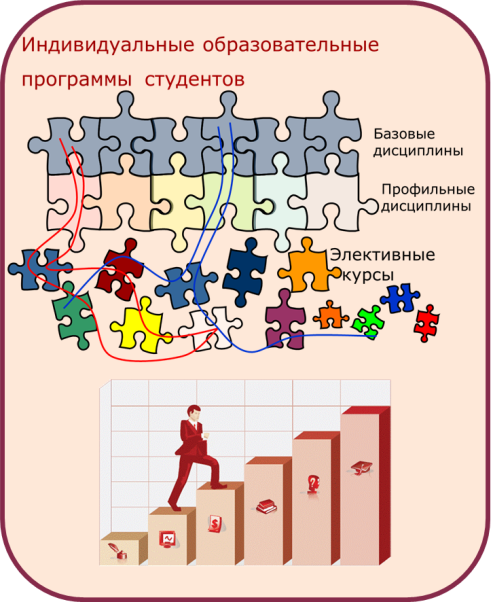 Индивидуальные образовательные
программы студентов
Базовые
дисциплины
Профильные
дисциплины
Элективные
курсы
$
?